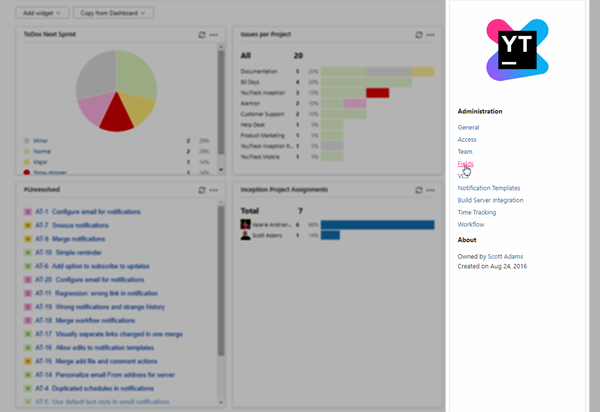 Add widget
Copy from Dashboard
ToDos Next Sprint
Minor 2 29%
Normal 2 29%
Major 1 14%
Show-stopper 1 14%
Issues per Project
All 20
Documentation 5 25%
80 Days 4 20%
YouTrack Inception 3 15%
Alertron 2 10%
Customer Support 2 10%
Help Desk 1 5%
Product Marketing 1 5%
YouTrack Inception R... 1 5%
YouTrack Mobile 1 5%
#Unresolved
AT-1 Configure email for notifications
AT-7 Snooze notifications
AT-9 Merge notifications
AT-10 Simple reminder
AT-6 Add option to subscribe to updates
AT-20 Configure email for notifications
AT-11 Regression: wrong link in notification
AT-19 Wrong notifications and strange history
AT-18 Merge workflow notifications
AT-17 Visually separate links changed in one merge
AT-16 Allow edits to notification templates
AT-15 Merge add file and comment actions
AT-14 Personalize email From address for server
AT-4 Duplicated schedules in notifications
AT-5 Use default text style in email notifications
Inception Project Assignments
Total 7
Valerie Andrian... 6 86%
Scott Adams 1 14%
YT
Administration
General
Access
Team
Fields
VCS
Notification Templates
Build Server Integration
Time Tracking
Workflow
About
Owned by Scott Adams
Created on Aug 24, 2016